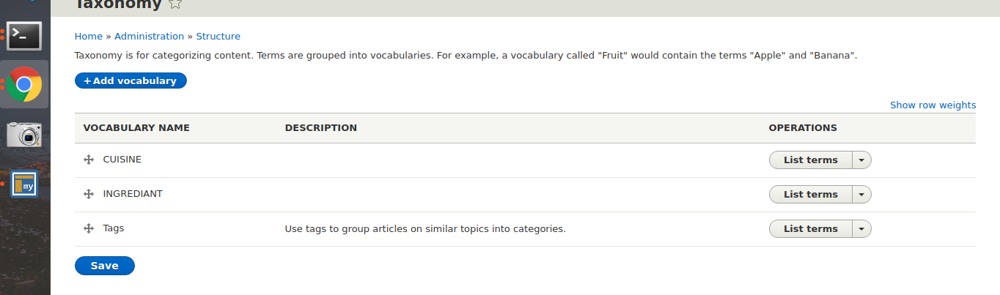 Taxonomy
Home » Administration » Structure
Taxonomy is for categorizing content. Terms are grouped into vocabularies. For example, a vocabulary called "Fruit" would contain the terms "Apple" and "Banana".
+Add vocabulary
Show row weights
VOCABULARY NAME DESCRIPTION OPERATIONS
CUISINE List terms
INGREDIANT List terms
Tags Use tags to group articles on similar topics into categories. List terms
Save
my